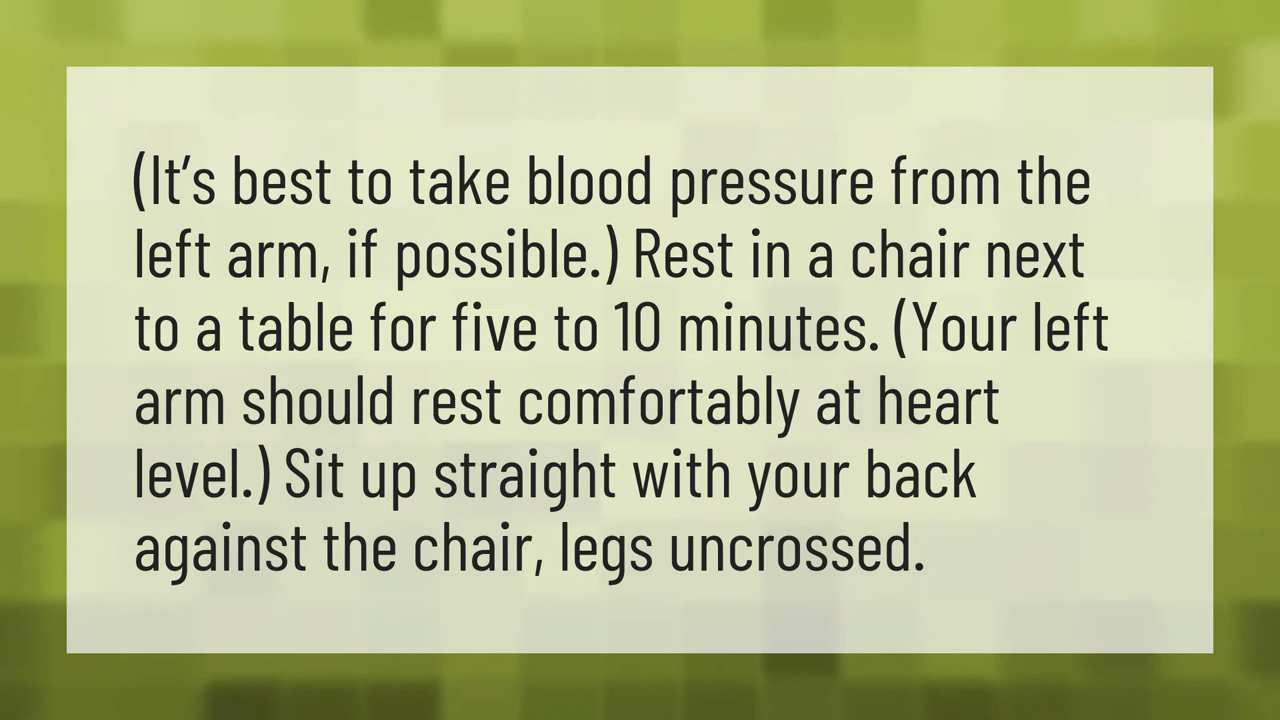 (It’s best to take blood pressure from the
left arm, if possible.) Rest in a chair next
to a table for five to 10 minutes. (Your left
arm should rest comfortably at heart
level.) Sit up straight with your back
against the chair, legs uncrossed.